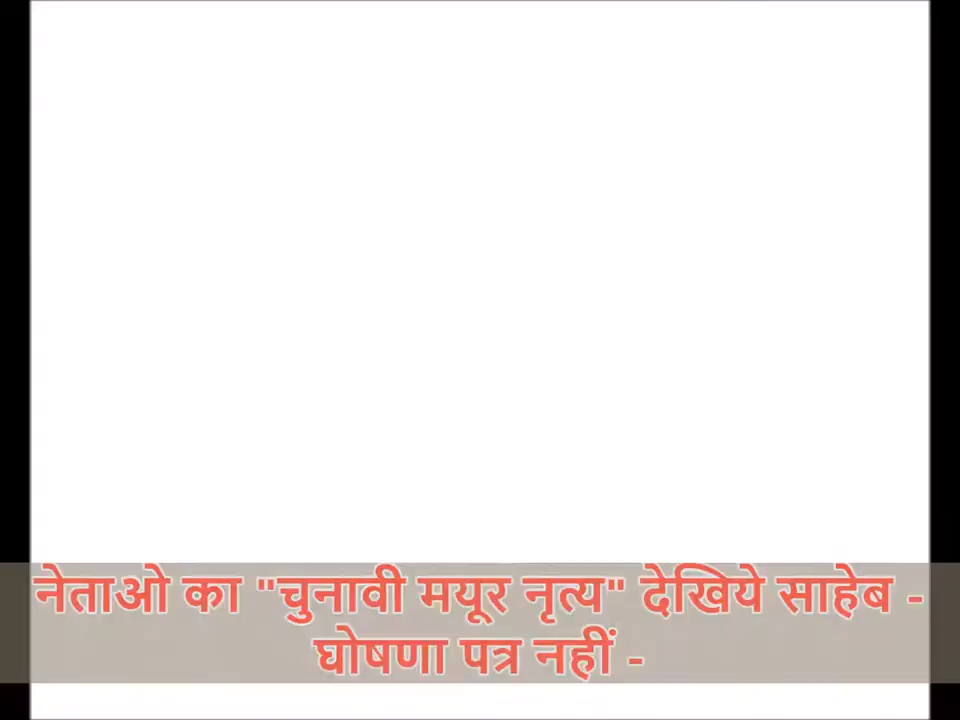 नेताओ का "चुनावी मयूर नृत्य" देखिये साहेब -
घोषणा पत्र नहीं -